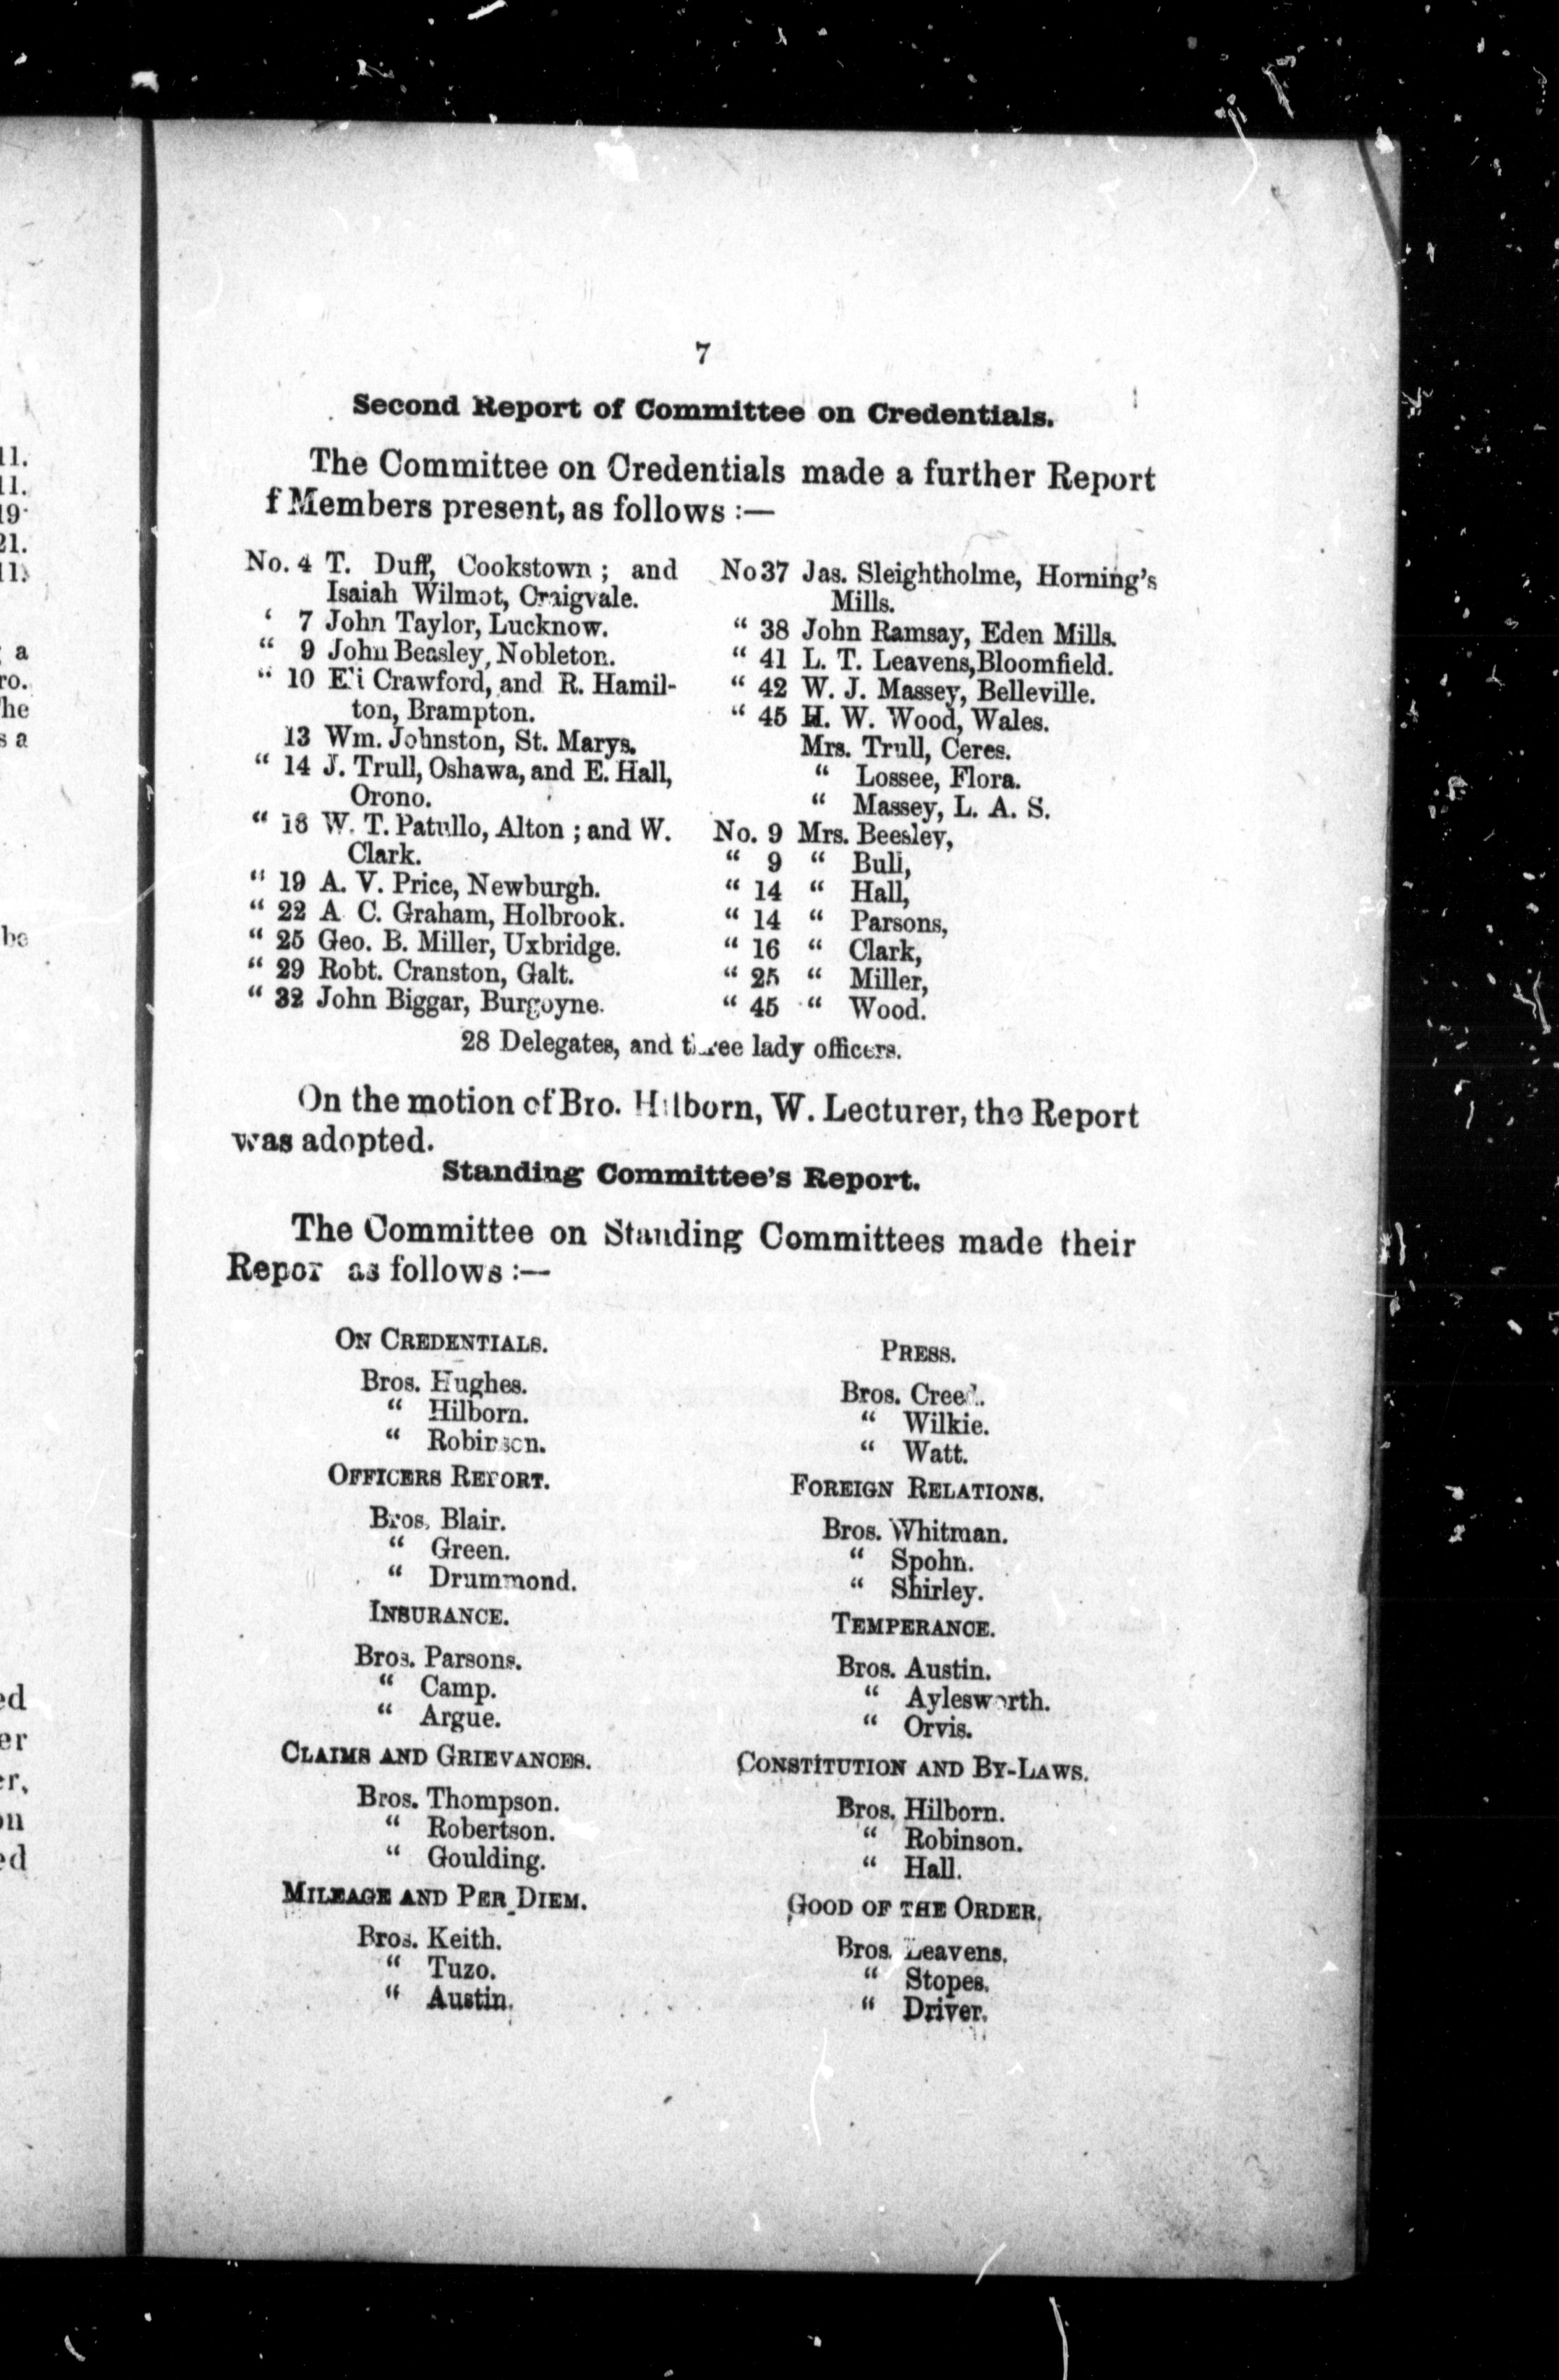 7
Second Report of Committee on Credentials.
The Committee on Credentials made a further Report
f Members present, as follows :—
No. 4 T. Duff, Cookstown ; and
Isaiah Wilmot, Craigvale.
‘ 7 John Taylor, Lucknow.
“ 9 John Beasley, Nobleton.
“ 10 Eli Crawford, and R. Hamil-
ton, Brampton.
13 Wm. Johnston, St. Marys.
“ 14 J. Trull, Oshawa, and E. Hall,
Orono.
“ 16 W. T. Patullo, Alton ; and W.
Clark.
“ 19 A. V. Price, Newburgh.
“ 22 A C. Graham, Holbrook.
“ 25 Geo. B. Miller, Uxbridge.
“ 29 Robt. Cranston, Galt.
“ 32 John Biggar, Burgoyne.
No 37 Jas. Sleightholme, Horning’s
Mills.
“ 38 John Ramsay, Eden Mills.
“ 41 L. T. Leavens, Bloomfield.
“ 42 W. J. Massey, Belleville.
“ 45 H. W. Wood, Wales.
Mrs. Trull, Ceres.
“ Lossee, Flora.
“ Massey, L. A. S.
No. 9 Mrs. Beesley,
“ 9 “ Bull,
“ 14 “ Hall,
“ 14 “ Parsons,
“ 16 “ Clark,
“ 25 “ Miller,
“ 45 “ Wood.
28 Delegates, and three lady officers.
On the motion of Bro. Hilborn, W. Lecturer, the Report
was adopted.
Standing Committee’s Report.
The Committee on Standing Committees made their
Repor as follows :—
On Credentials.
Bros. Hughes.
“ Hilborn.
“ Robinson.
Officers Report.
Bros. Blair.
“ Green.
“ Drummond.
Insurance.
Bros. Parsons.
“ Camp.
“ Argue.
Claims and Grievances.
Bros. Thompson.
“ Robertson.
“ Goulding.
Mileage and Per Diem.
Bros. Keith.
“ Tuzo.
“ Austin.
Press.
Bros. Creed.
“ Wilkie.
“ Watt.
Foreign Relations.
Bros. Whitman.
“ Spohn.
“ Shirley.
Temperance.
Bros. Austin.
“ Aylesworth.
“ Orvis.
Constitution and By-Laws.
Bros. Hilborn.
“ Robinson.
“ Hall.
Good of the Order.
Bros. Leavens.
“ Stopes.
“ Driver.